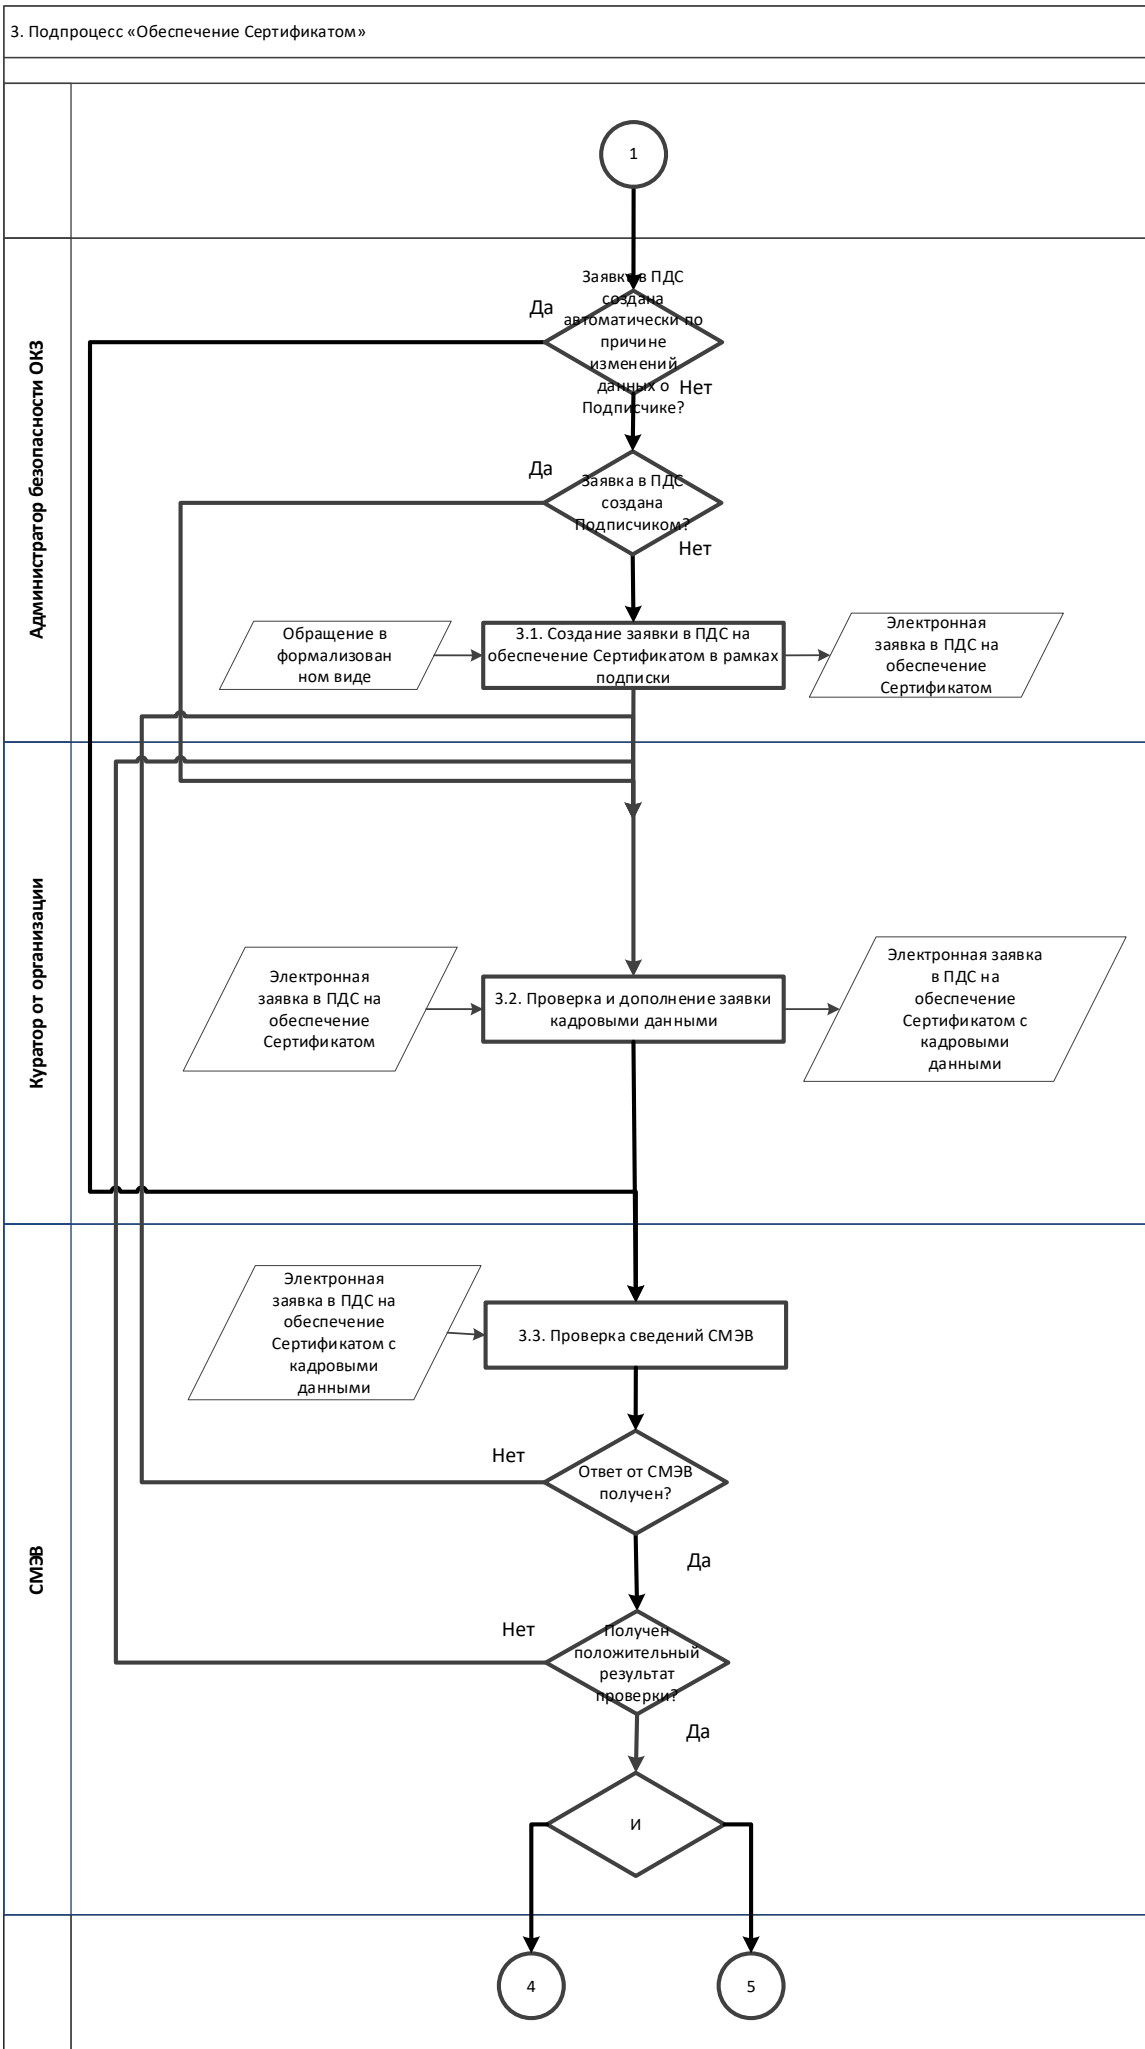 3. Подпроцесс «Обеспечение Сертификатом»
1
Администратор безопасности ОКЗ
Заявка в ПДС
создана
автоматически по
причине
изменений
данных о
Подписчике?
Да
Нет
Заявка в ПДС
создана
Подписчиком?
Да
Нет
Обращение в
формализован
ном виде
3.1. Создание заявки в ПДС на
обеспечение Сертификатом в рамках
подписки
Электронная
заявка в ПДС на
обеспечение
Сертификатом
Куратор от организации
Электронная
заявка в ПДС на
обеспечение
Сертификатом
3.2. Проверка и дополнение заявки
кадровыми данными
Электронная заявка
в ПДС на
обеспечение
Сертификатом с
кадровыми
данными
СМЭВ
Электронная
заявка в ПДС на
обеспечение
Сертификатом с
кадровыми
данными
3.3. Проверка сведений СМЭВ
Нет
Ответ от СМЭВ
получен?
Да
Нет
Получен
положительный
результат
проверки?
Да
И
4
5